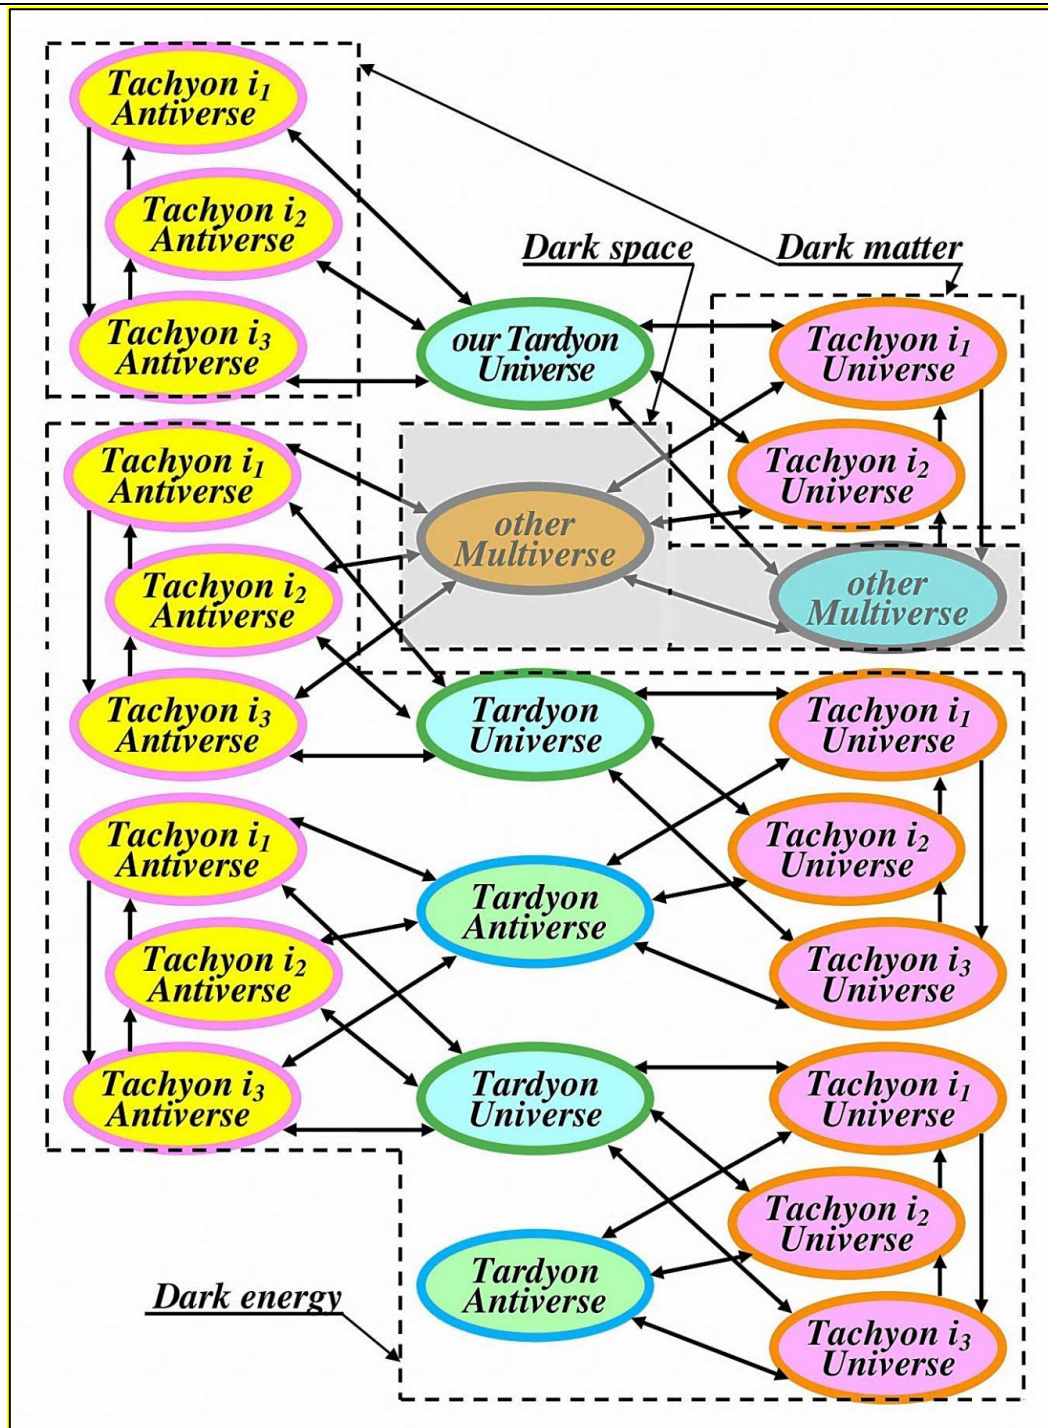 Tachyon i1
Antiverse
Tachyon i2
Antiverse
Dark space
Dark matter
Tachyon i3
Antiverse
our Tardyon
Universe
Tachyon i1
Universe
Tachyon i2
Universe
Tachyon i1
Antiverse
other
Multiverse
Tachyon i2
Antiverse
other
Multiverse
Tachyon i3
Antiverse
Tardyon
Universe
Tachyon i1
Universe
Tachyon i1
Antiverse
Tachyon i2
Universe
Tardyon
Antiverse
Tachyon i2
Antiverse
Tachyon i3
Universe
Tachyon i3
Antiverse
Tardyon
Universe
Tachyon i1
Universe
Tachyon i2
Universe
Tardyon
Antiverse
Dark energy
Tachyon i3
Universe